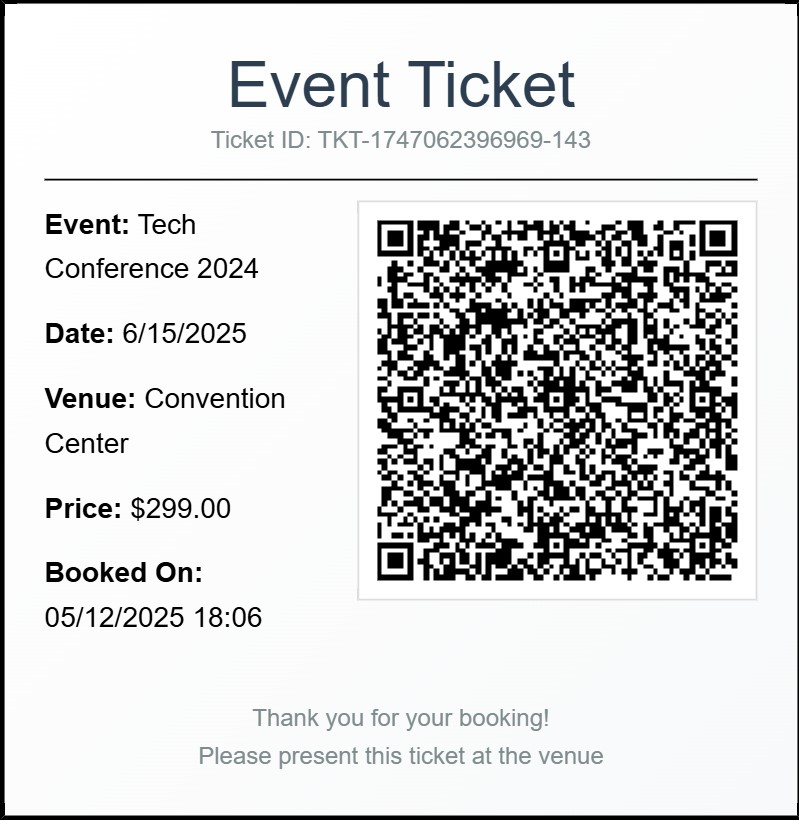 Event Ticket
Ticket ID: TKT-1747062396969-143
Event: Tech
Conference 2024
Date: 6/15/2025
Venue: Convention
Center
Price: $299.00
Booked On:
05/12/2025 18:06
Thank you for your booking!
Please present this ticket at the venue